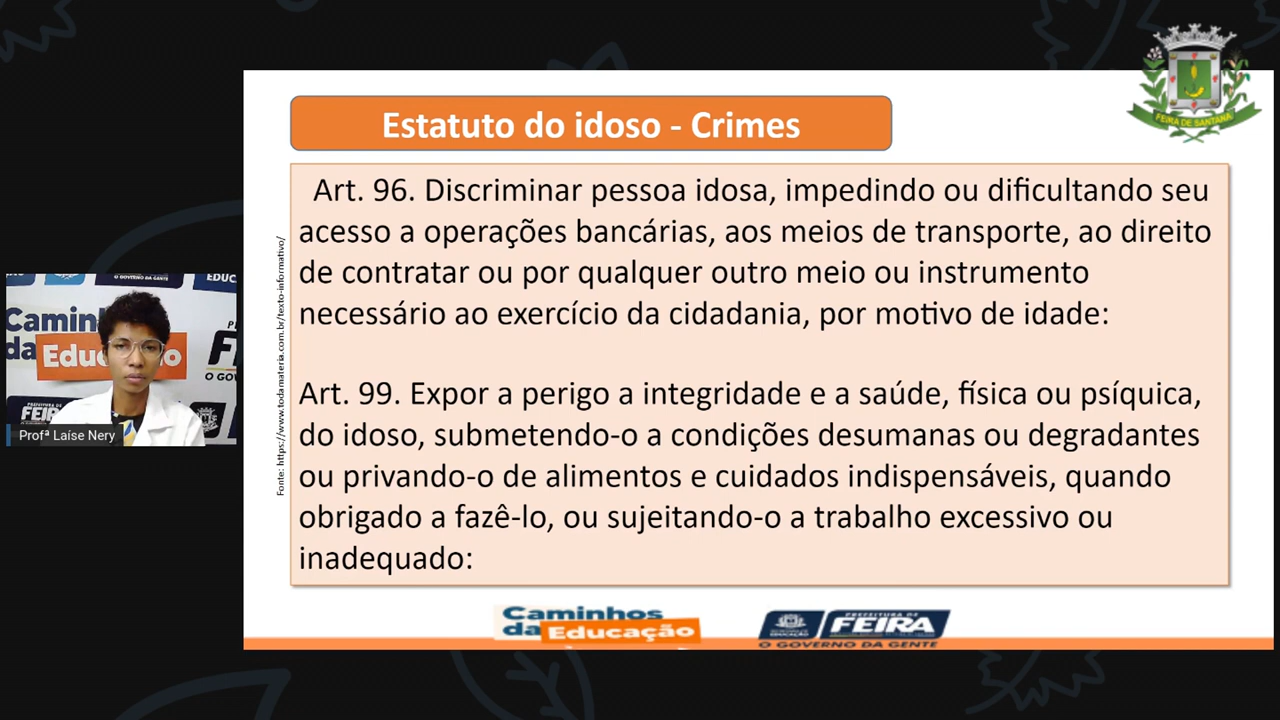 FEIRA DE SANTANA
Estatuto do idoso - Crimes
Art. 96. Discriminar pessoa idosa, impedindo ou dificultando seu
acesso a operações bancárias, aos meios de transporte, ao direito
de contratar ou por qualquer outro meio ou instrumento
necessário ao exercício da cidadania, por motivo de idade:
Art. 99. Expor a perigo a integridade e a saúde, física ou psíquica,
do idoso, submetendo-o a condições desumanas ou degradantes
ou privando-o de alimentos e cuidados indispensáveis, quando
obrigado a fazê-lo, ou sujeitando-o a trabalho excessivo ou
inadequado:
Fonte: https://www.todamateria.com.br/texto-informativo/
Profª Laíse Nery
Caminhos
da Educação
PREFEITURA DE
FEIRA
O GOVERNO DA GENTE